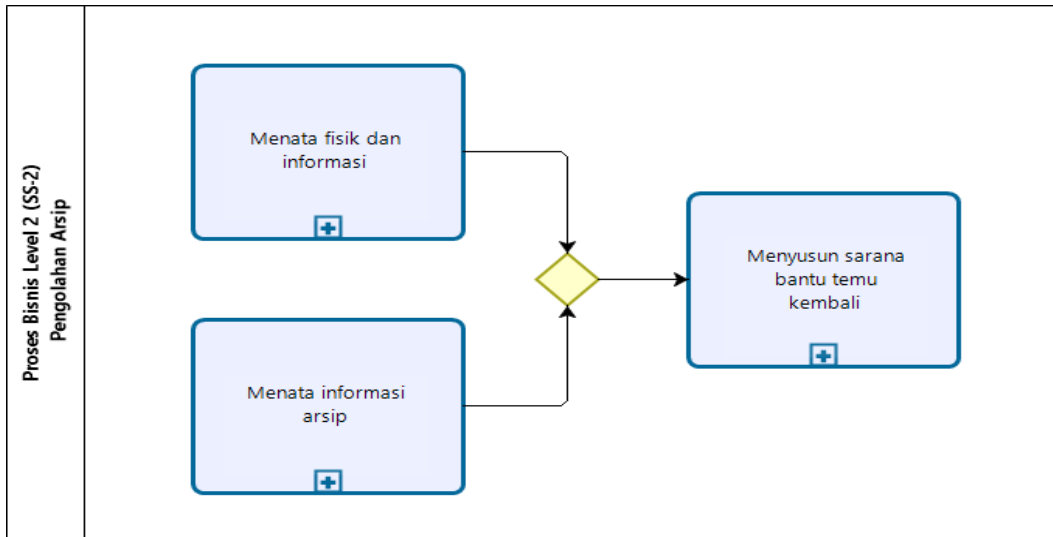 Proses Bisnis Level 2 (SS-2)
Pengolahan Arsip
Menata fisik dan
informasi
Menata informasi
arsip
Menyusun sarana
bantu temu
kembali